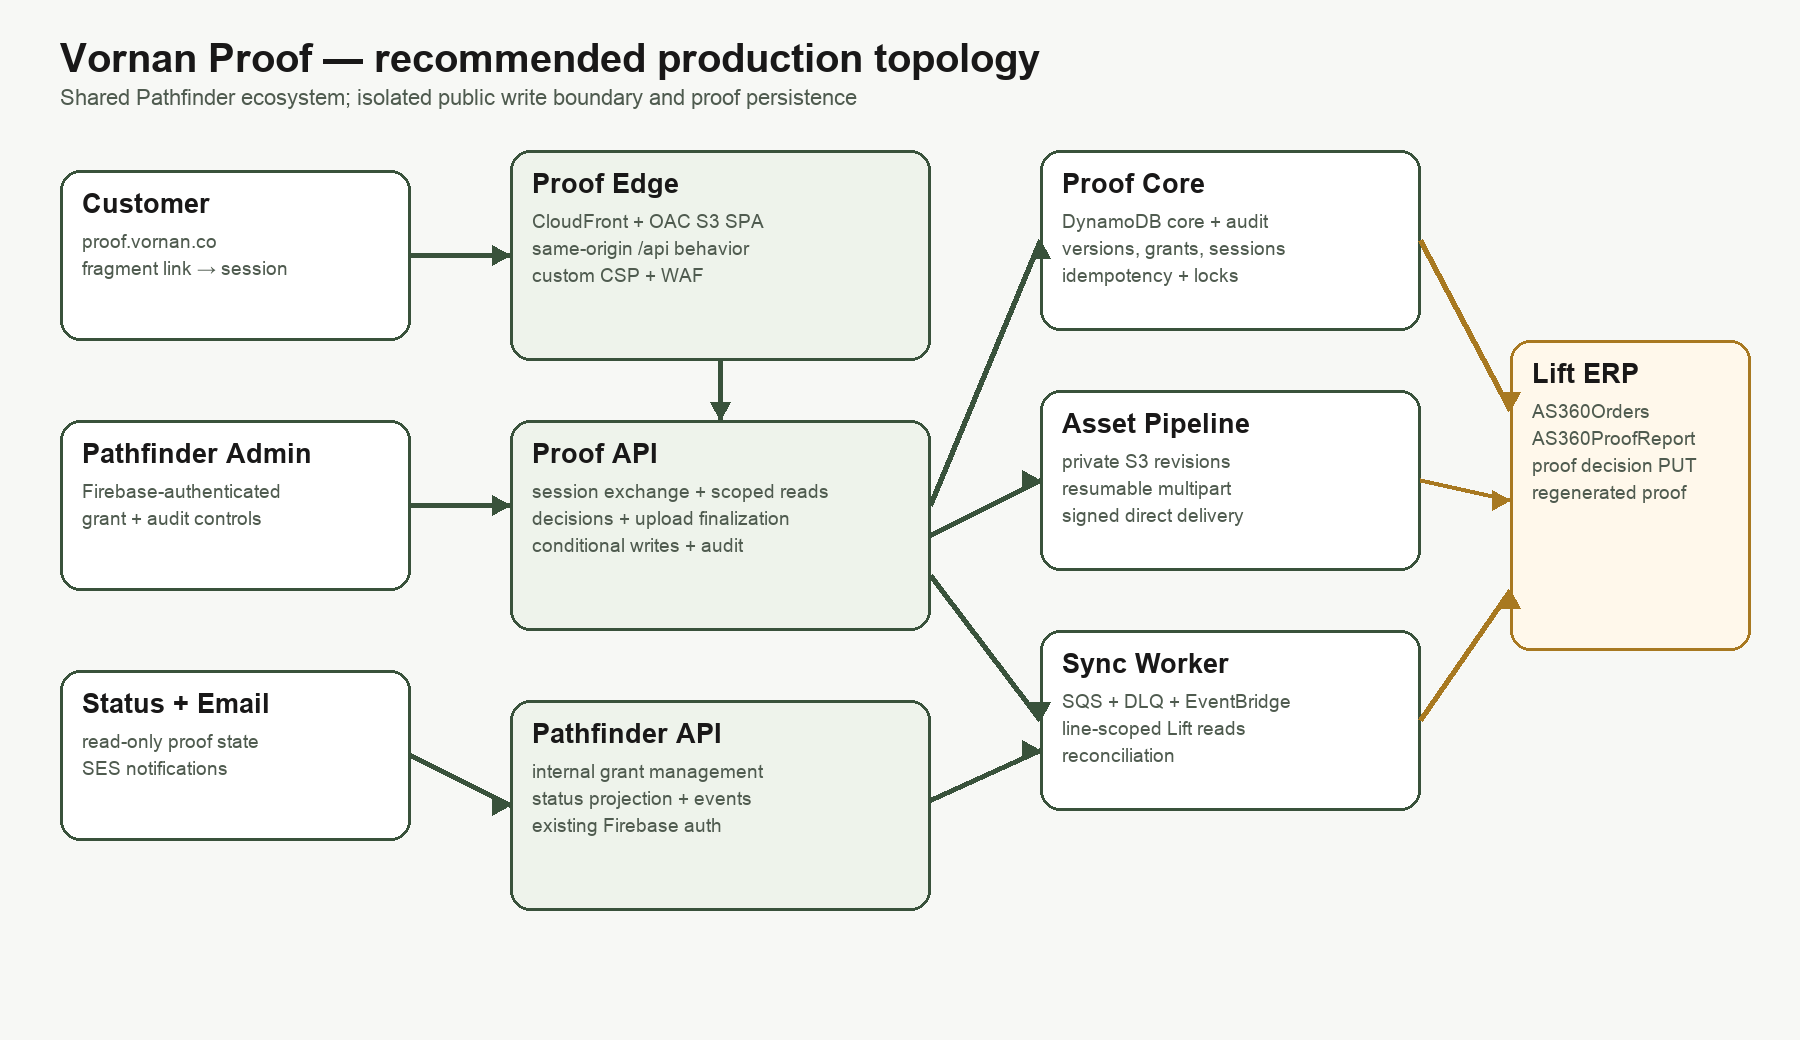 Vornan Proof — recommended production topology
Shared Pathfinder ecosystem; isolated public write boundary and proof persistence
Customer
proof.vornan.co
fragment link → session
Proof Edge
CloudFront + OAC S3 SPA
same-origin /api behavior
custom CSP + WAF
Proof Core
DynamoDB core + audit
versions, grants, sessions
idempotency + locks
Lift ERP
AS360Orders
AS360ProofReport
proof decision PUT
regenerated proof
Pathfinder Admin
Firebase-authenticated
grant + audit controls
Proof API
session exchange + scoped reads
decisions + upload finalization
conditional writes + audit
Asset Pipeline
private S3 revisions
resumable multipart
signed direct delivery
Status + Email
read-only proof state
SES notifications
Pathfinder API
internal grant management
status projection + events
existing Firebase auth
Sync Worker
SQS + DLQ + EventBridge
line-scoped Lift reads
reconciliation